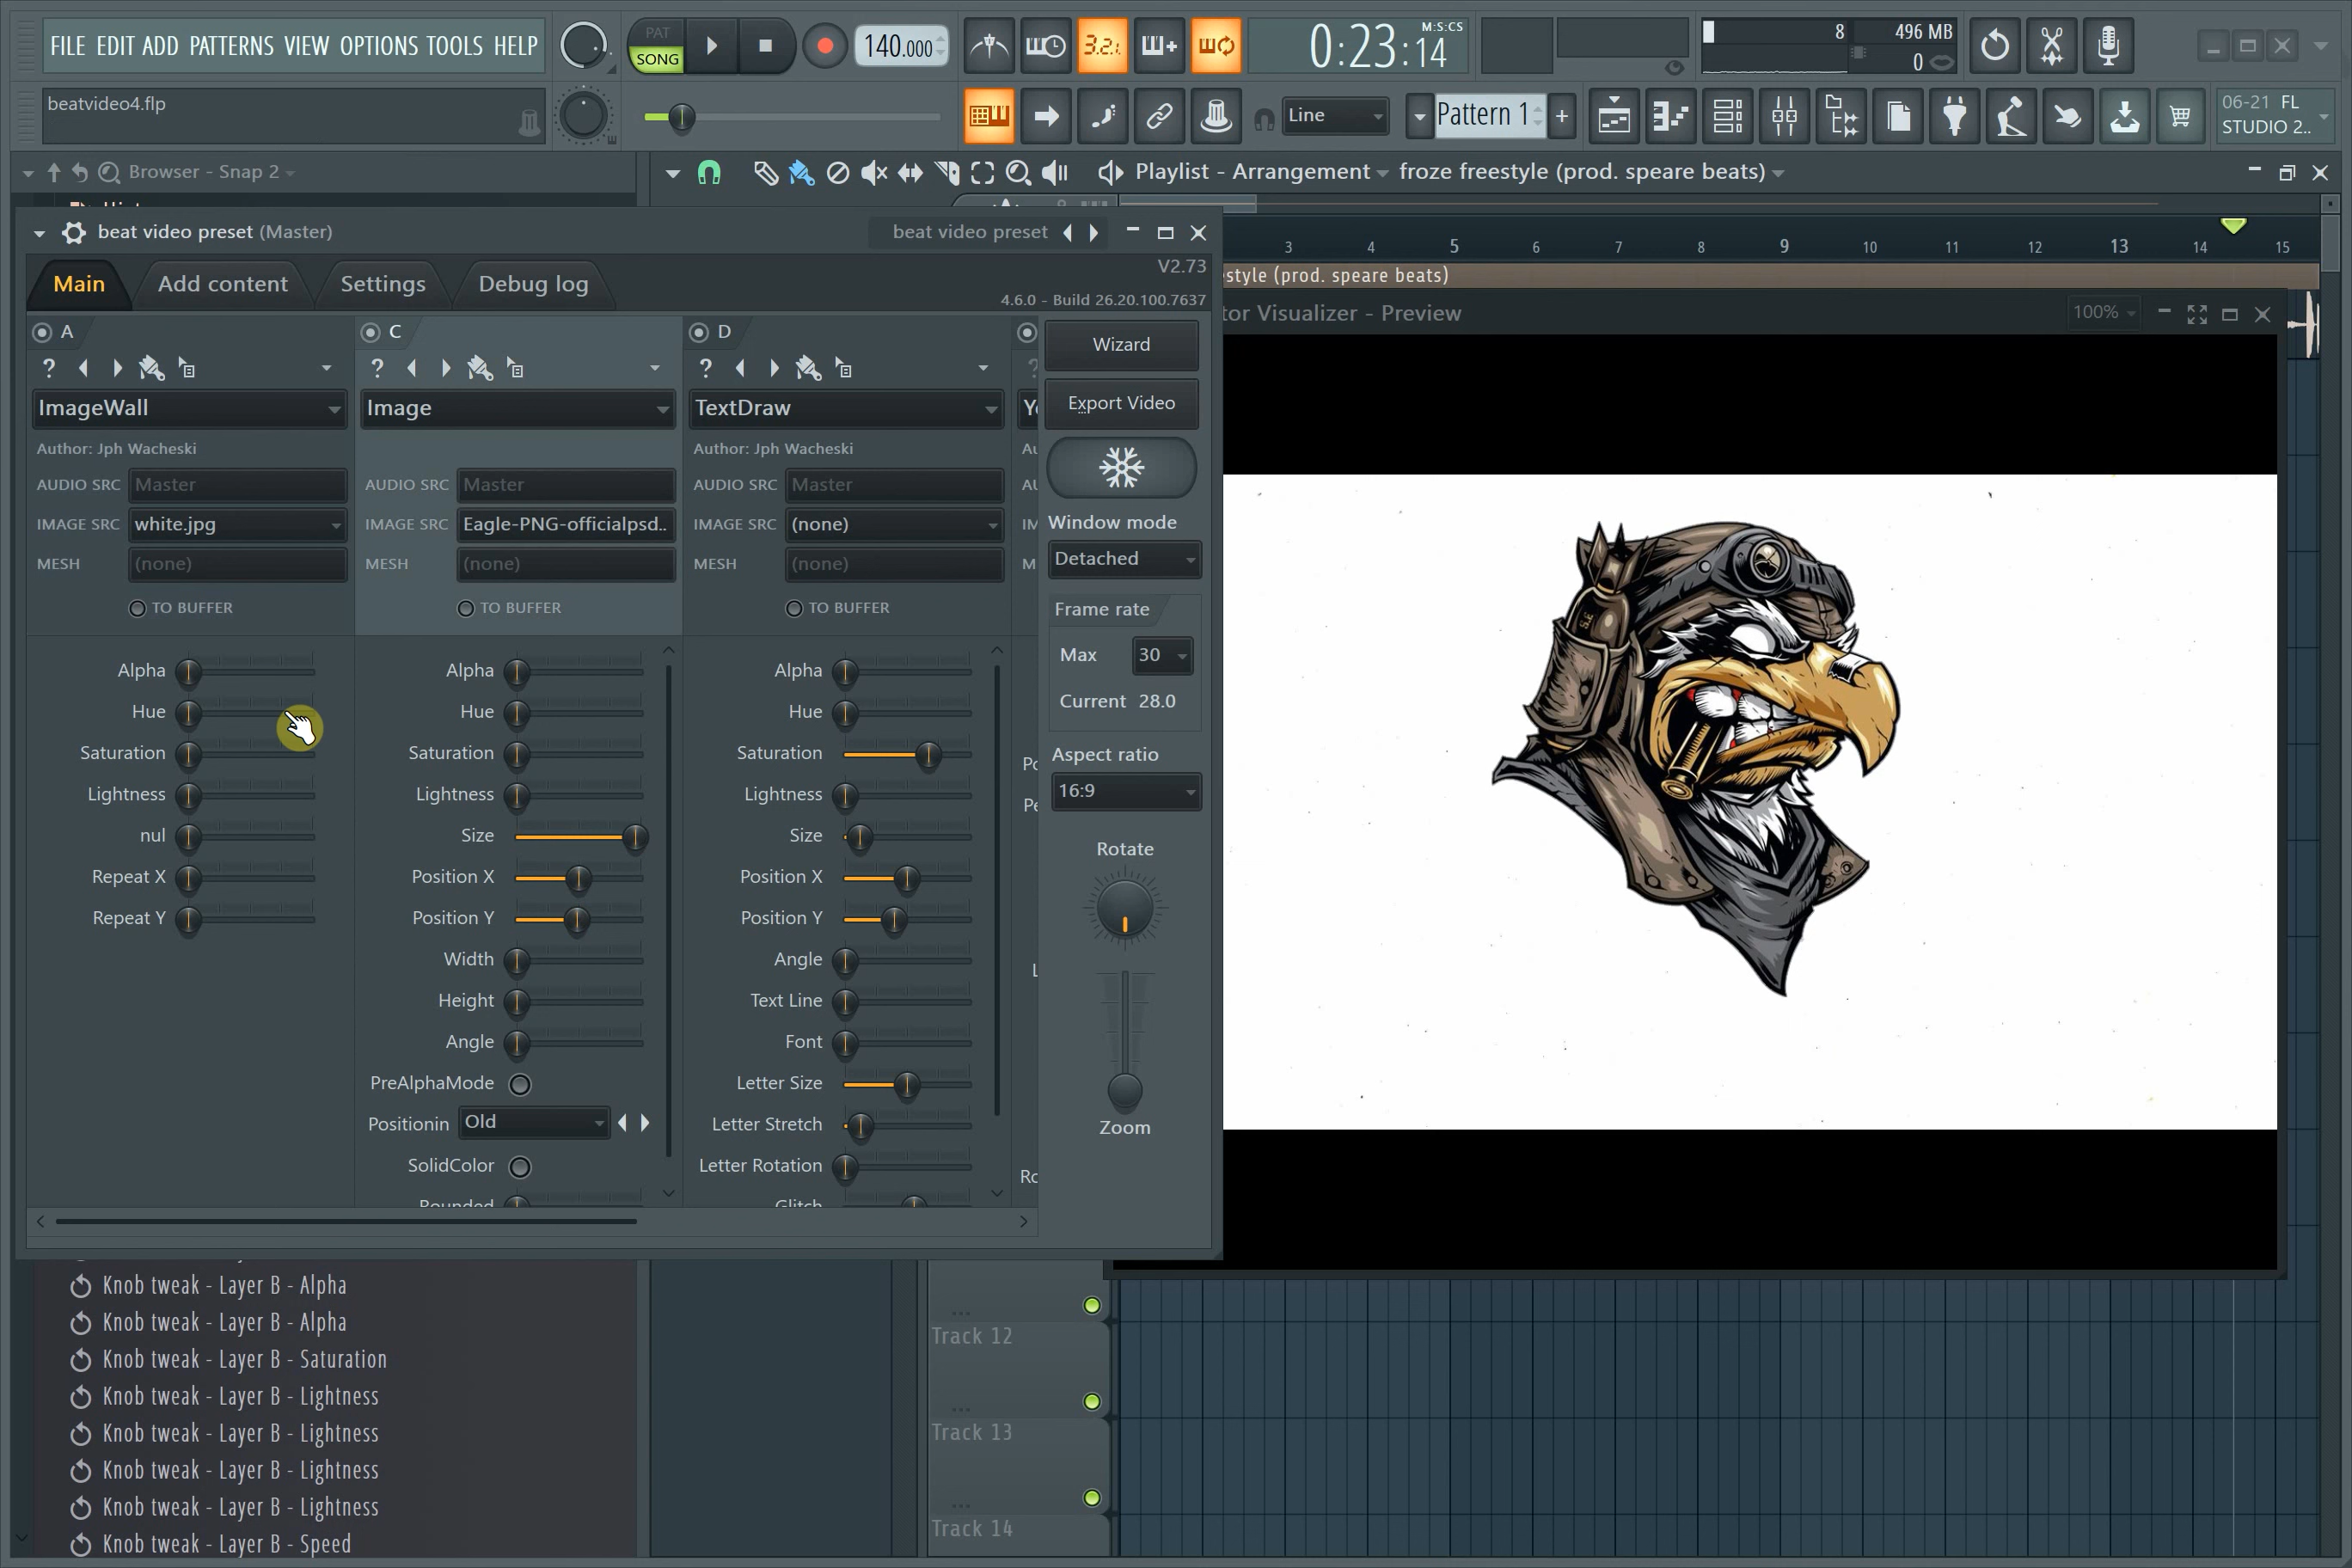 FILE EDIT ADD PATTERNS VIEW OPTIONS TOOLS HELP
PAT
SONG
140.000
3.2.1
0:23:14
M:S:CS
8
496 MB
0
beatvideo4.flp
Line
Pattern 1
+
06-21 FL
STUDIO 2..
Browser - Snap 2
Playlist - Arrangement
froze freestyle (prod. speare beats)
beat video preset (Master)
beat video preset
3 4 5 6 7 8 9 10 11 12 13 14 15
style (prod. speare beats)
Main
Add content
Settings
Debug log
V2.73
4.6.0 - Build 26.20.100.7637
tor Visualizer - Preview
100%
A
ImageWall
Author: Jph Wacheski
AUDIO SRC Master
IMAGE SRC white.jpg
MESH (none)
TO BUFFER
Alpha
Hue
Saturation
Lightness
nul
Repeat X
Repeat Y
C
?
Image
AUDIO SRC Master
IMAGE SRC Eagle-PNG-officialpsd..
MESH (none)
TO BUFFER
Alpha
Hue
Saturation
Lightness
Size
Position X
Position Y
Width
Height
Angle
PreAlphaMode
Positionin Old
SolidColor
Rounded
D
?
TextDraw
Author: Jph Wacheski
AUDIO SRC Master
IMAGE SRC (none)
MESH (none)
TO BUFFER
Alpha
Hue
Saturation
Lightness
Size
Position X
Position Y
Angle
Text Line
Font
Letter Size
Letter Stretch
Letter Rotation
Glitch
Wizard
Export Video
Window mode
Detached
Frame rate
Max 30
Current 28.0
Aspect ratio
16:9
Rotate
Zoom
S.E
Knob tweak - Layer B - Alpha
Knob tweak - Layer B - Alpha
Knob tweak - Layer B - Saturation
Knob tweak - Layer B - Lightness
Knob tweak - Layer B - Lightness
Knob tweak - Layer B - Lightness
Knob tweak - Layer B - Lightness
Knob tweak - Layer B - Speed
Track 12
Track 13
Track 14